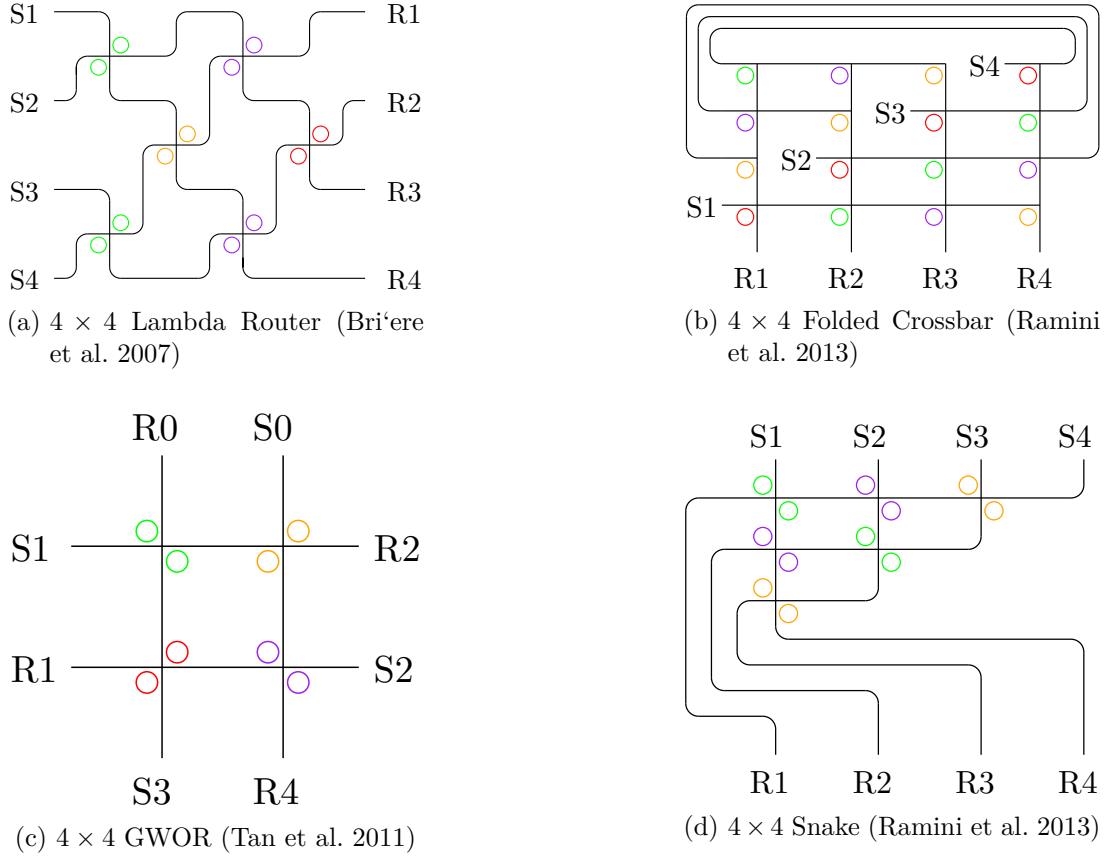 S1
R1
S2
R2
S3
R3
S4
R4
(a) 4 × 4 Lambda Router (Bri‘ere
et al. 2007)
S4
S3
S2
S1
R1 R2 R3 R4
(b) 4 × 4 Folded Crossbar (Ramini
et al. 2013)
R0 S0
S1 R2
R1 S2
S3 R4
(c) 4 × 4 GWOR (Tan et al. 2011)
S1 S2 S3 S4
R1 R2 R3 R4
(d) 4 × 4 Snake (Ramini et al. 2013)